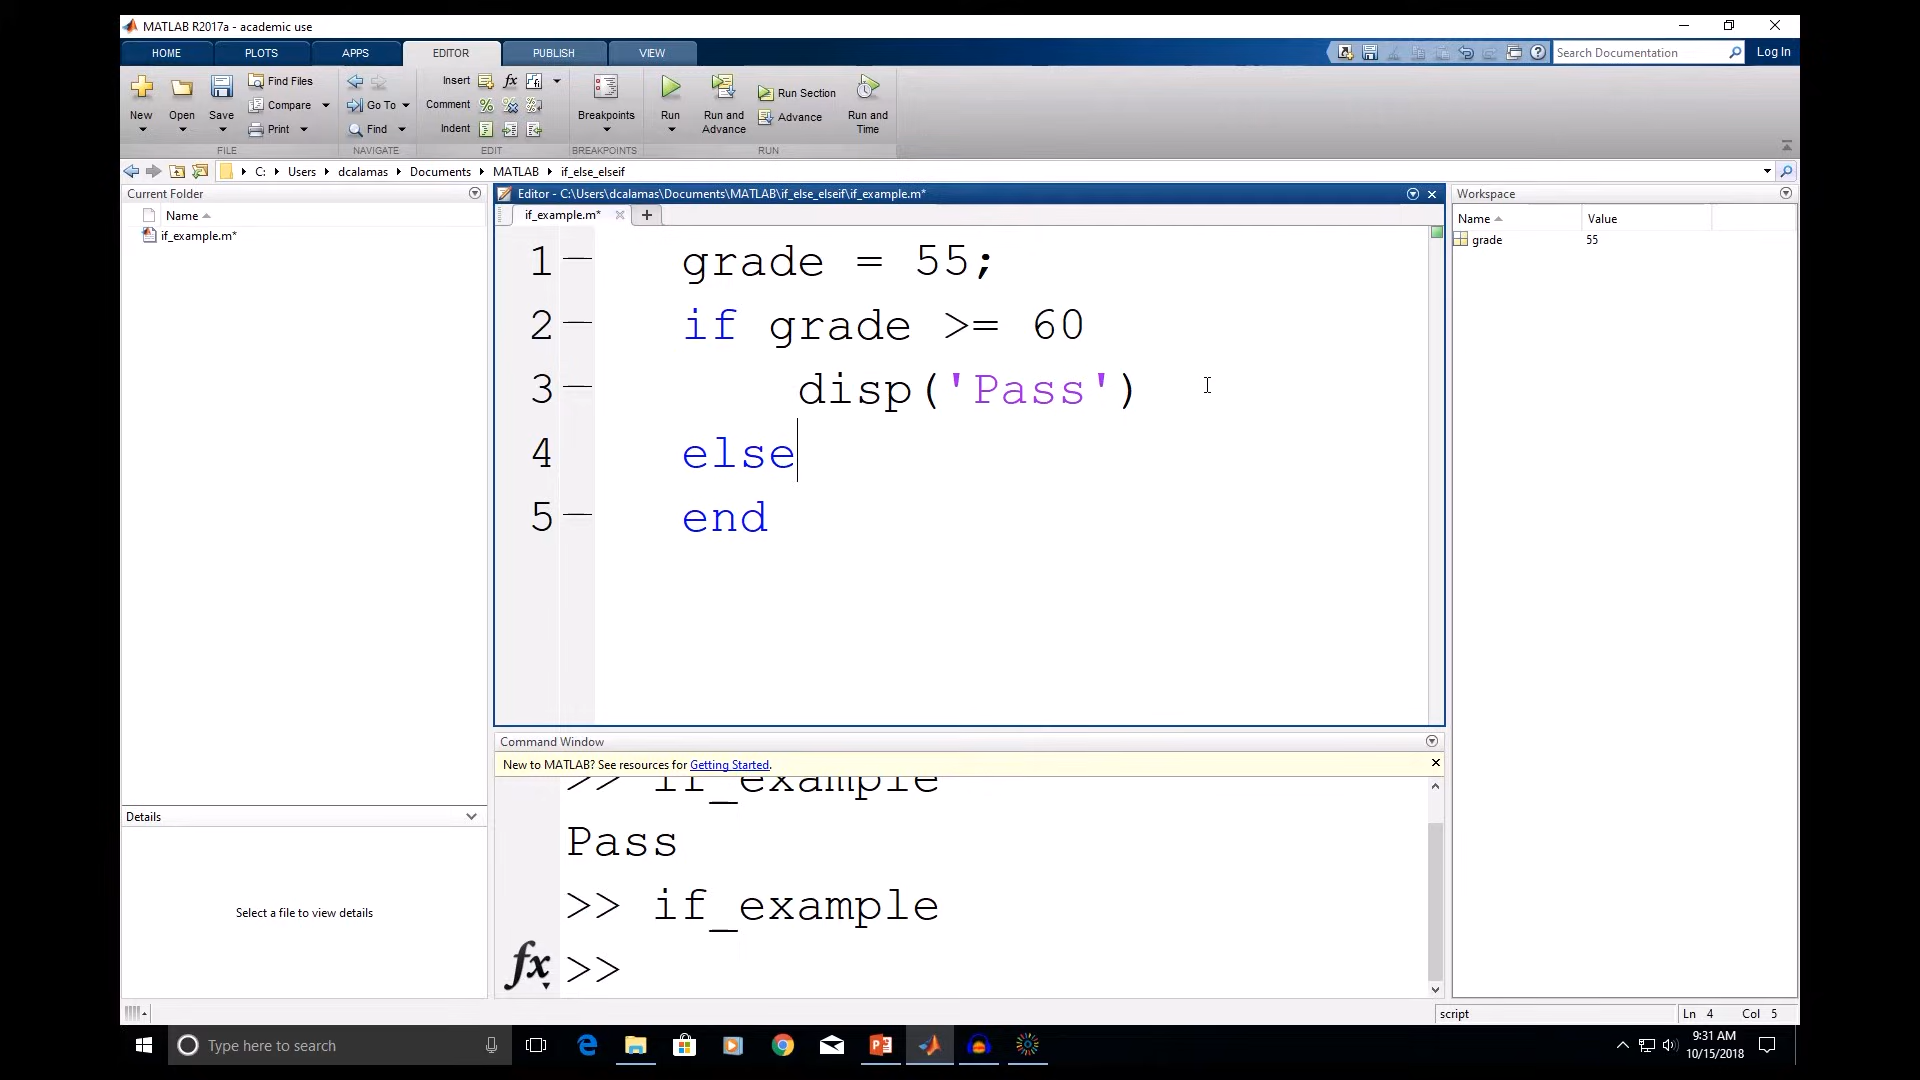 MATLAB R2017a - academic use
HOME PLOTS APPS EDITOR PUBLISH VIEW
Search Documentation
Log In
New
Open
Save
Find Files
Compare
Print
FILE
Go To
Find
NAVIGATE
Insert
Comment
Indent
EDIT
Breakpoints
BREAKPOINTS
Run
Run and
Advance
Run Section
Advance
Run and
Time
RUN
C: Users dcalamas Documents MATLAB if_else_elseif
Current Folder
Name
if_example.m*
Details
Select a file to view details
Editor - C:\Users\dcalamas\Documents\MATLAB\if_else_elseif\if_example.m*
if_example.m*
1 grade = 55;
2 if grade >= 60
3 disp('Pass')
4 else
5 end
Command Window
New to MATLAB? See resources for Getting Started.
>> if_example
Pass
>> if_example
fx >>
Workspace
Name Value
grade 55
script
Ln 4 Col 5
Type here to search
9:31 AM
10/15/2018